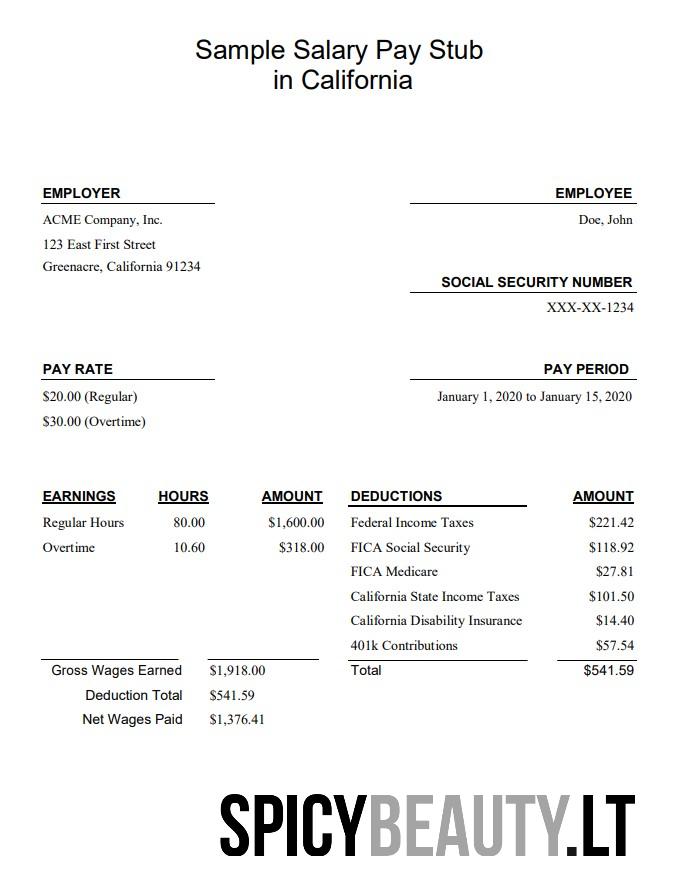 Sample Salary Pay Stub
in California
EMPLOYER
ACME Company, Inc.
123 East First Street
Greenacre, California 91234
EMPLOYEE
Doe, John
SOCIAL SECURITY NUMBER
XXX-XX-1234
PAY RATE
$20.00 (Regular)
$30.00 (Overtime)
PAY PERIOD
January 1, 2020 to January 15, 2020
EARNINGS HOURS AMOUNT
Regular Hours 80.00 $1,600.00
Overtime 10.60 $318.00
Gross Wages Earned $1,918.00
Deduction Total $541.59
Net Wages Paid $1,376.41
DEDUCTIONS AMOUNT
Federal Income Taxes $221.42
FICA Social Security $118.92
FICA Medicare $27.81
California State Income Taxes $101.50
California Disability Insurance $14.40
401k Contributions $57.54
Total $541.59
SPICYBEAUTY.LT